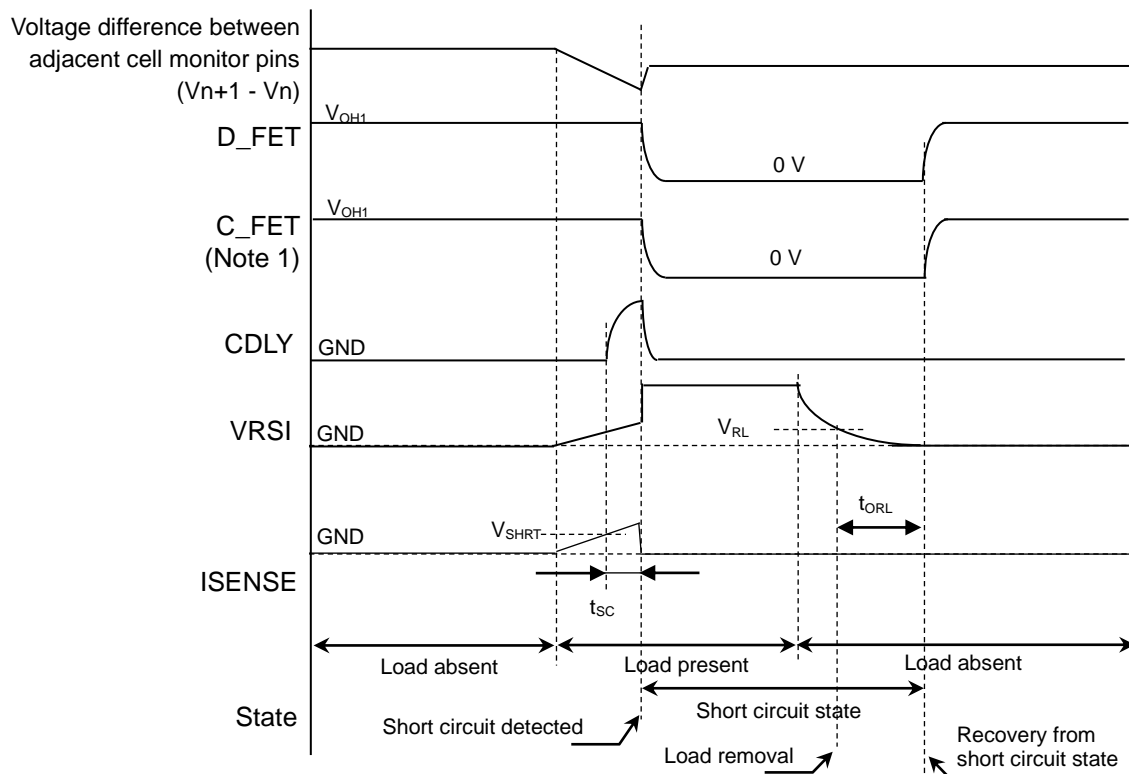 Voltage difference between
adjacent cell monitor pins
(Vn+1 - Vn)
VOH1
D_FET
0 V
VOH1
C_FET
(Note 1)
0 V
CDLY
GND
VRSI
GND
VRL
tORL
GND
VSHRT
ISENSE
tSC
Load absent
Load present
Load absent
State
Short circuit detected
Short circuit state
Load removal
Recovery from
short circuit state